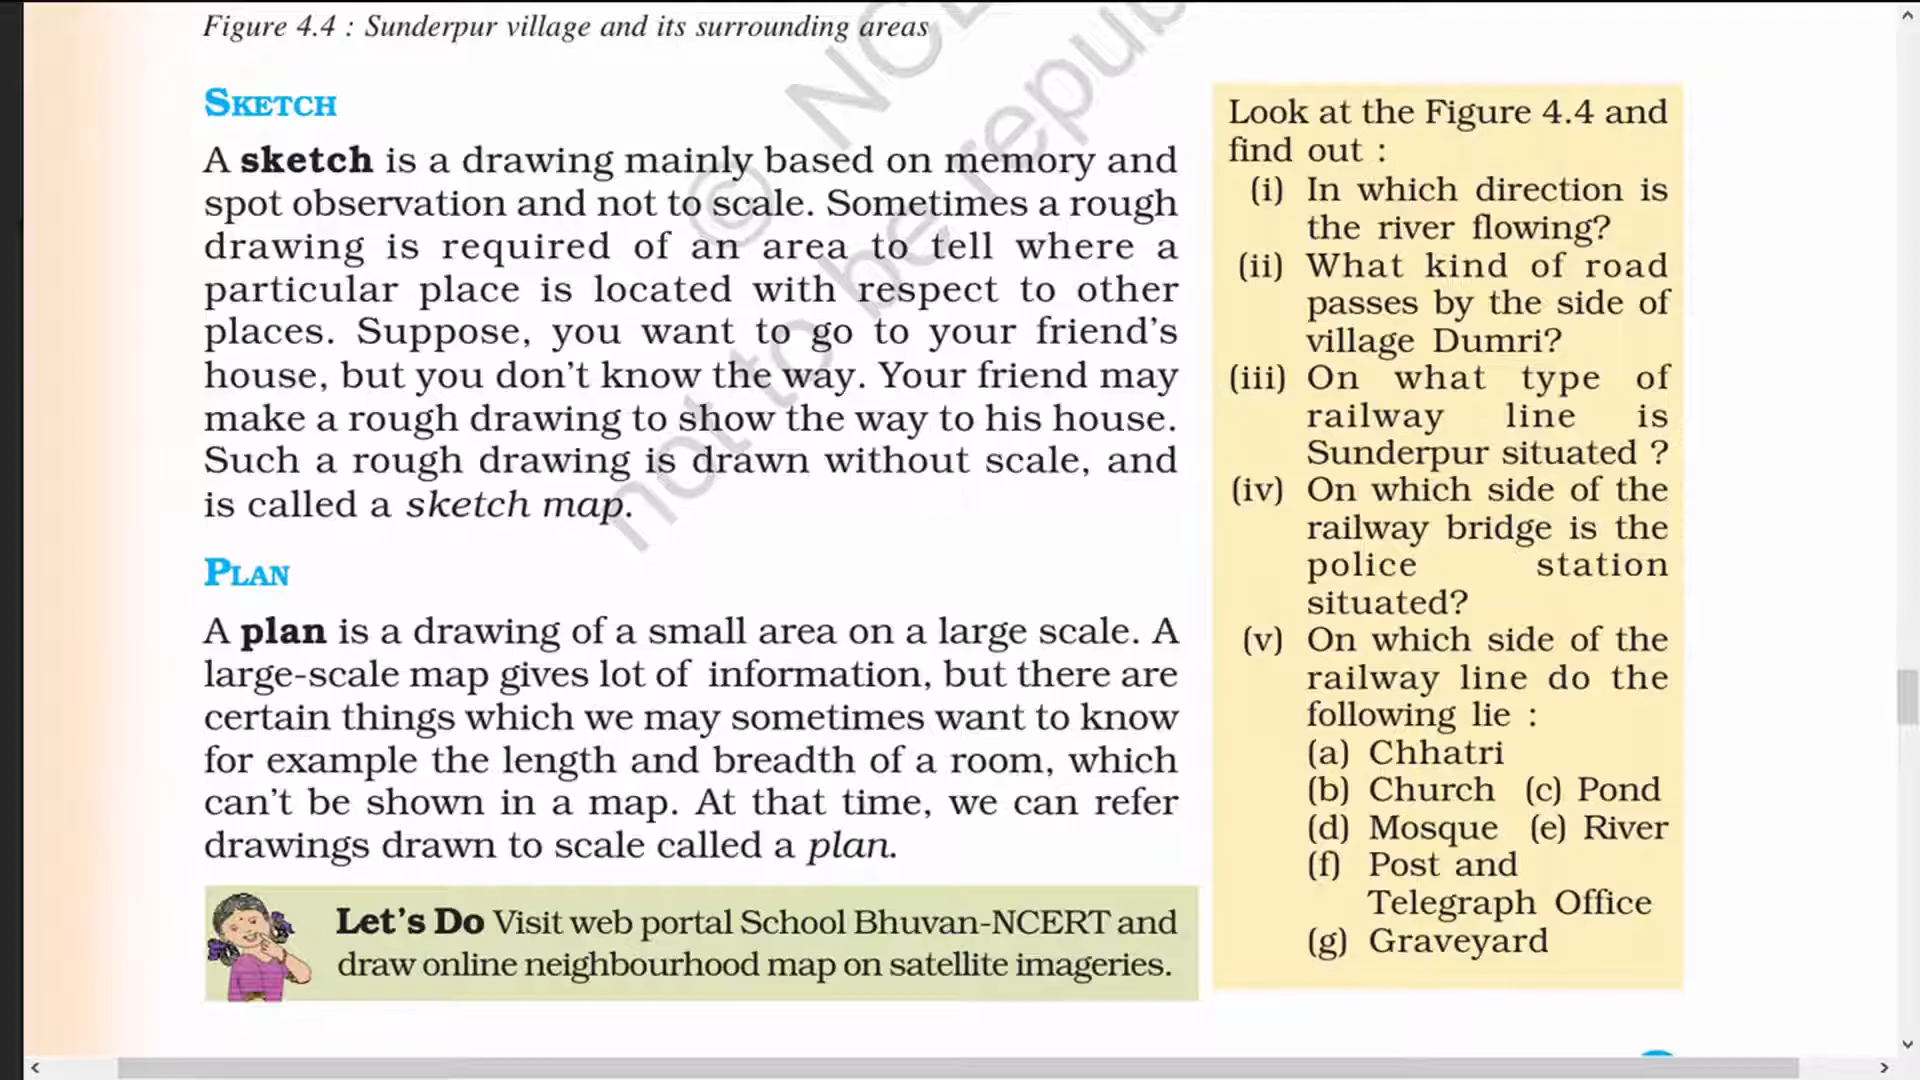 Figure 4.4 : Sunderpur village and its surrounding areas
SKETCH
A sketch is a drawing mainly based on memory and
spot observation and not to scale. Sometimes a rough
drawing is required of an area to tell where a
particular place is located with respect to other
places. Suppose, you want to go to your friend's
house, but you don't know the way. Your friend may
make a rough drawing to show the way to his house.
Such a rough drawing is drawn without scale, and
is called a sketch map.
PLAN
A plan is a drawing of a small area on a large scale. A
large-scale map gives lot of information, but there are
certain things which we may sometimes want to know
for example the length and breadth of a room, which
can't be shown in a map. At that time, we can refer
drawings drawn to scale called a plan.
Let's Do Visit web portal School Bhuvan-NCERT and
draw online neighbourhood map on satellite imageries.
Look at the Figure 4.4 and
find out :
(i) In which direction is
the river flowing?
(ii) What kind of road
passes by the side of
village Dumri?
(iii) On what type of
railway line is
Sunderpur situated ?
(iv) On which side of the
railway bridge is the
police station
situated?
(v) On which side of the
railway line do the
following lie :
(a) Chhatri
(b) Church (c) Pond
(d) Mosque (e) River
(f) Post and
Telegraph Office
(g) Graveyard
© NC
not to be repu